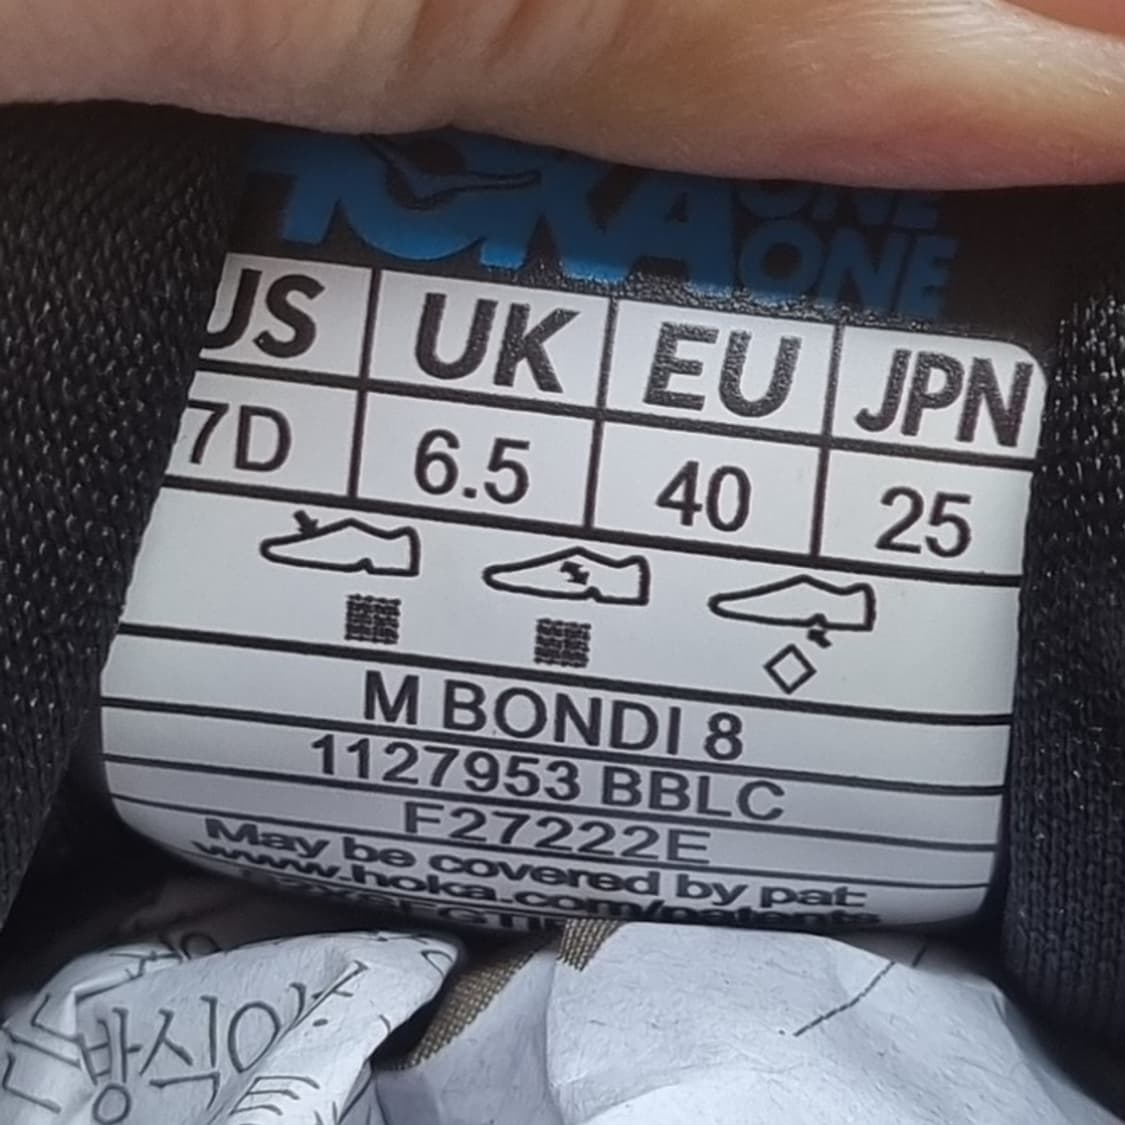 HOKA ONE ONE
US UK EU JPN
7D 6.5 40 25
M BONDI 8
1127953 BBLC
F27222E
May be covered by pat:
www.hoka.com/patents
방식이